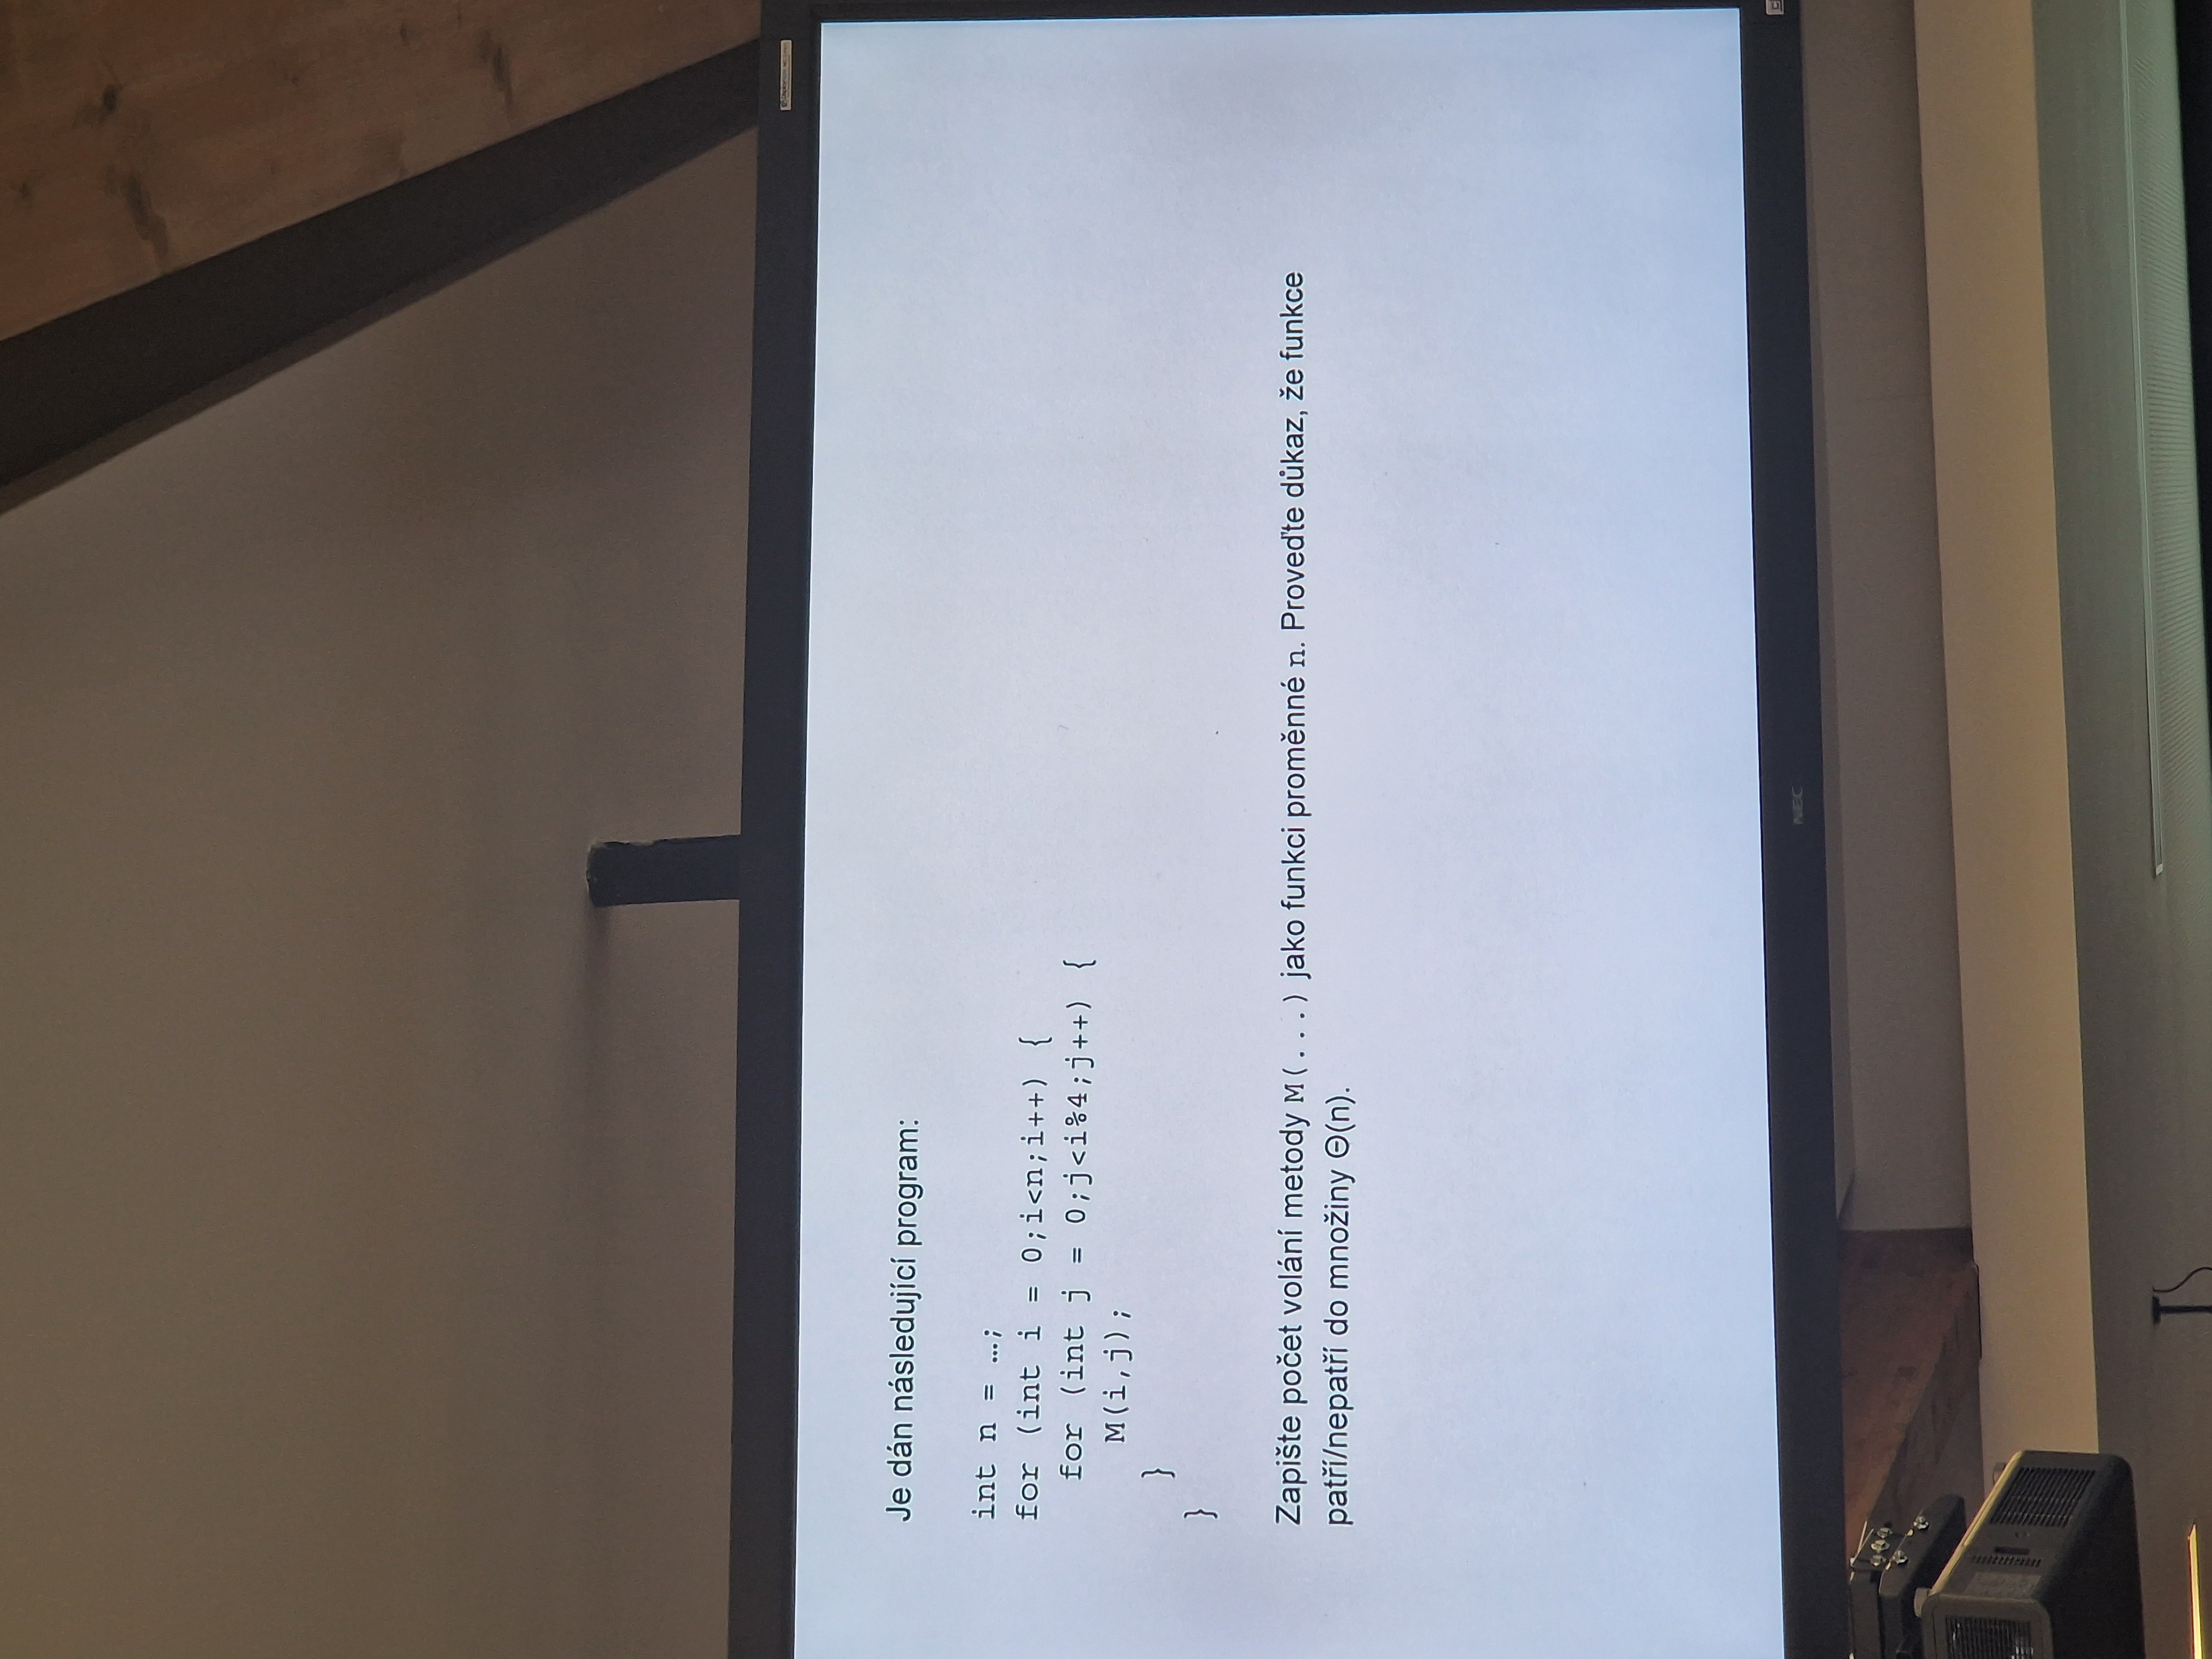 Je dán následující program:
int n = …;
for (int i = 0;i<n;i++) {
for (int j = 0;j<i%4;j++) {
M(i,j);
}
}
Zapište počet volání metody M(...) jako funkci proměnné n. Proveďte důkaz, že funkce
patří/nepatří do množiny Θ(n).
NEC